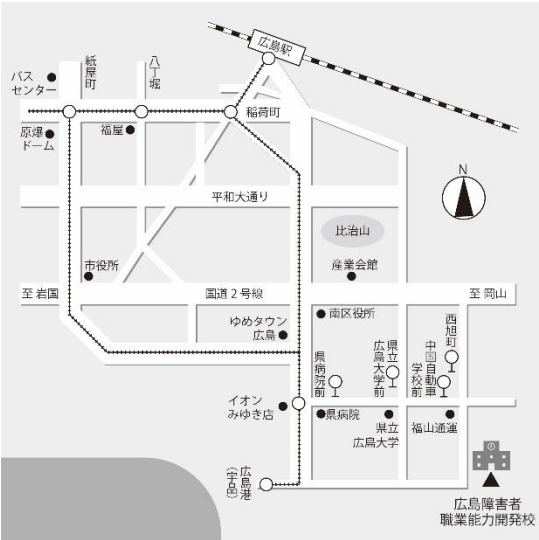 広島駅
紙屋町
八丁堀
バス
センター
稲荷町
原爆
ドーム
福屋
平和大通り
N
比治山
市役所
産業会館
至 岩国
国道2号線
至 岡山
南区役所
ゆめタウン
広島
県病院前
県立
広島大学前
中国自動車
学校前
西旭町
イオン
みゆき店
県病院
県立
広島大学
福山通運
広島港
(宇品)
広島障害者
職業能力開発校